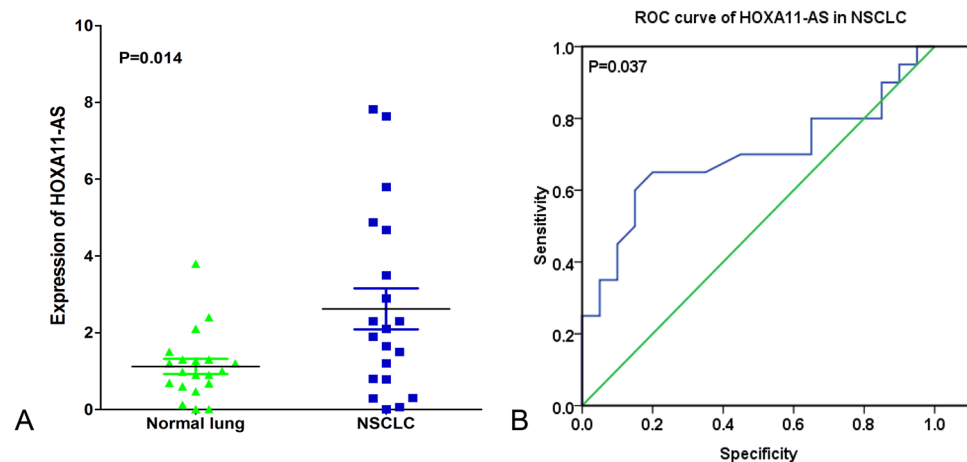 P=0.014
Expression of HOXA11-AS
10
8
6
4
2
0
Normal lung NSCLC
A
ROC curve of HOXA11-AS in NSCLC
P=0.037
Sensitivity
1.0
0.8
0.6
0.4
0.2
0.0
0.0 0.2 0.4 0.6 0.8 1.0
Specificity
B